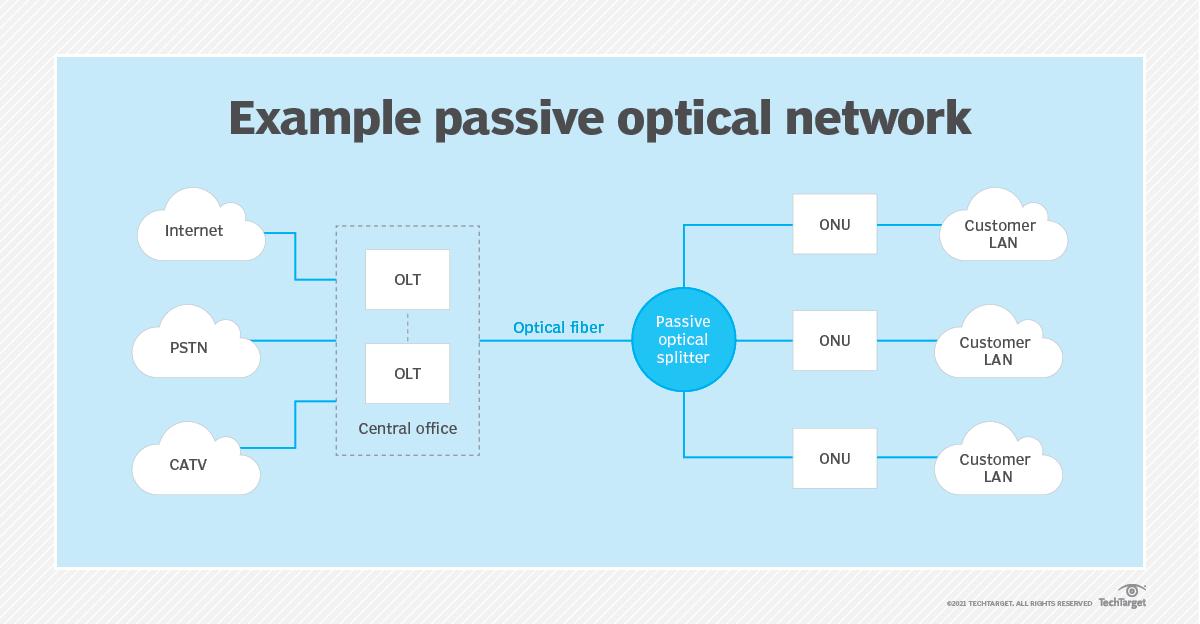 Example passive optical network
Internet
PSTN
CATV
OLT
OLT
Central office
Optical fiber
Passive
optical
splitter
ONU
ONU
ONU
Customer
LAN
Customer
LAN
Customer
LAN
©2021 TECHTARGET. ALL RIGHTS RESERVED
TechTarget